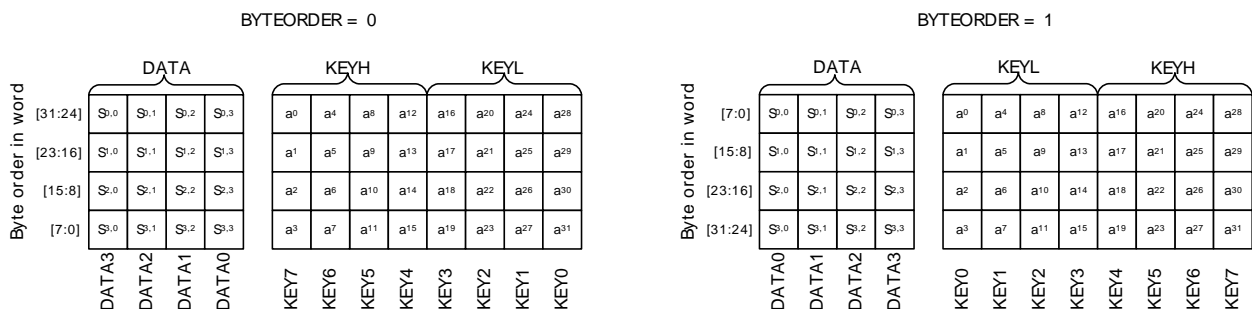 BYTEORDER = 0
DATA KEYH KEYL
Byte order in word
[31:24] S0,0 S0,1 S0,2 S0,3 a0 a4 a8 a12 a16 a20 a24 a28
[23:16] S1,0 S1,1 S1,2 S1,3 a1 a5 a9 a13 a17 a21 a25 a29
[15:8] S2,0 S2,1 S2,2 S2,3 a2 a6 a10 a14 a18 a22 a26 a30
[7:0] S3,0 S3,1 S3,2 S3,3 a3 a7 a11 a15 a19 a23 a27 a31
DATA3 DATA2 DATA1 DATA0 KEY7 KEY6 KEY5 KEY4 KEY3 KEY2 KEY1 KEY0
BYTEORDER = 1
DATA KEYL KEYH
Byte order in word
[7:0] S0,0 S0,1 S0,2 S0,3 a0 a4 a8 a12 a16 a20 a24 a28
[15:8] S1,0 S1,1 S1,2 S1,3 a1 a5 a9 a13 a17 a21 a25 a29
[23:16] S2,0 S2,1 S2,2 S2,3 a2 a6 a10 a14 a18 a22 a26 a30
[31:24] S3,0 S3,1 S3,2 S3,3 a3 a7 a11 a15 a19 a23 a27 a31
DATA0 DATA1 DATA2 DATA3 KEY0 KEY1 KEY2 KEY3 KEY4 KEY5 KEY6 KEY7